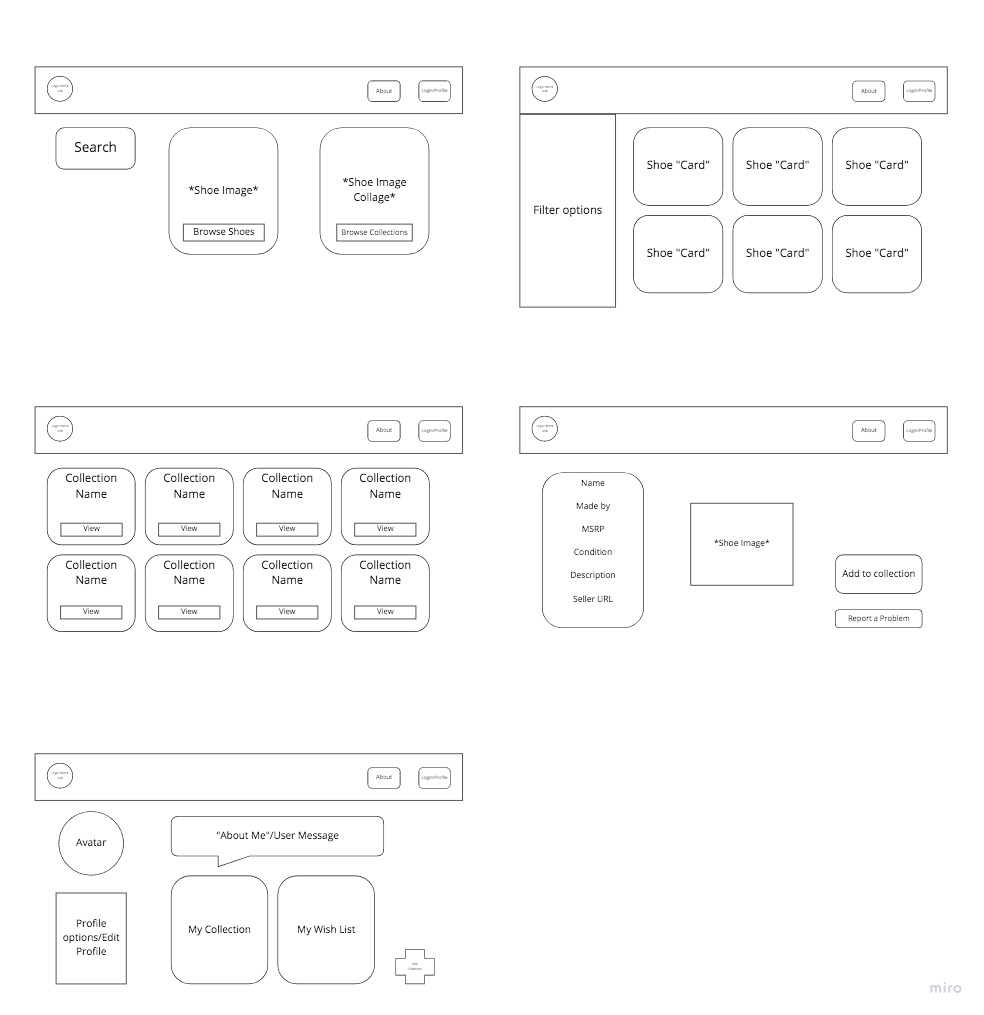 Logo/Home
Link
About
Login/Profile
Search
*Shoe Image*
Browse Shoes
*Shoe Image
Collage*
Browse Collections
Logo/Home
Link
About
Login/Profile
Filter options
Shoe "Card"
Shoe "Card"
Shoe "Card"
Shoe "Card"
Shoe "Card"
Shoe "Card"
Logo/Home
Link
About
Login/Profile
Collection
Name
View
Collection
Name
View
Collection
Name
View
Collection
Name
View
Collection
Name
View
Collection
Name
View
Collection
Name
View
Collection
Name
View
Logo/Home
Link
About
Login/Profile
Name
Made by
MSRP
Condition
Description
Seller URL
*Shoe Image*
Add to collection
Report a Problem
Logo/Home
Link
About
Login/Profile
Avatar
"About Me"/User Message
Profile
options/Edit
Profile
My Collection
My Wish List
Collection
miro